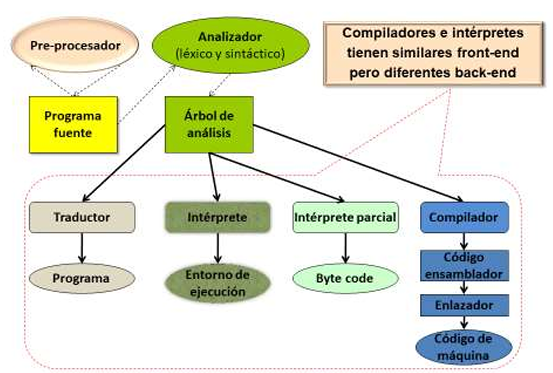 Pre-procesador
Analizador
(léxico y sintáctico)
Compiladores e intérpretes
tienen similares front-end
pero diferentes back-end
Programa
fuente
Árbol de
análisis
Traductor
Intérprete
Intérprete parcial
Compilador
Programa
Entorno de
ejecución
Byte code
Código
ensamblador
Enlazador
Código de
máquina